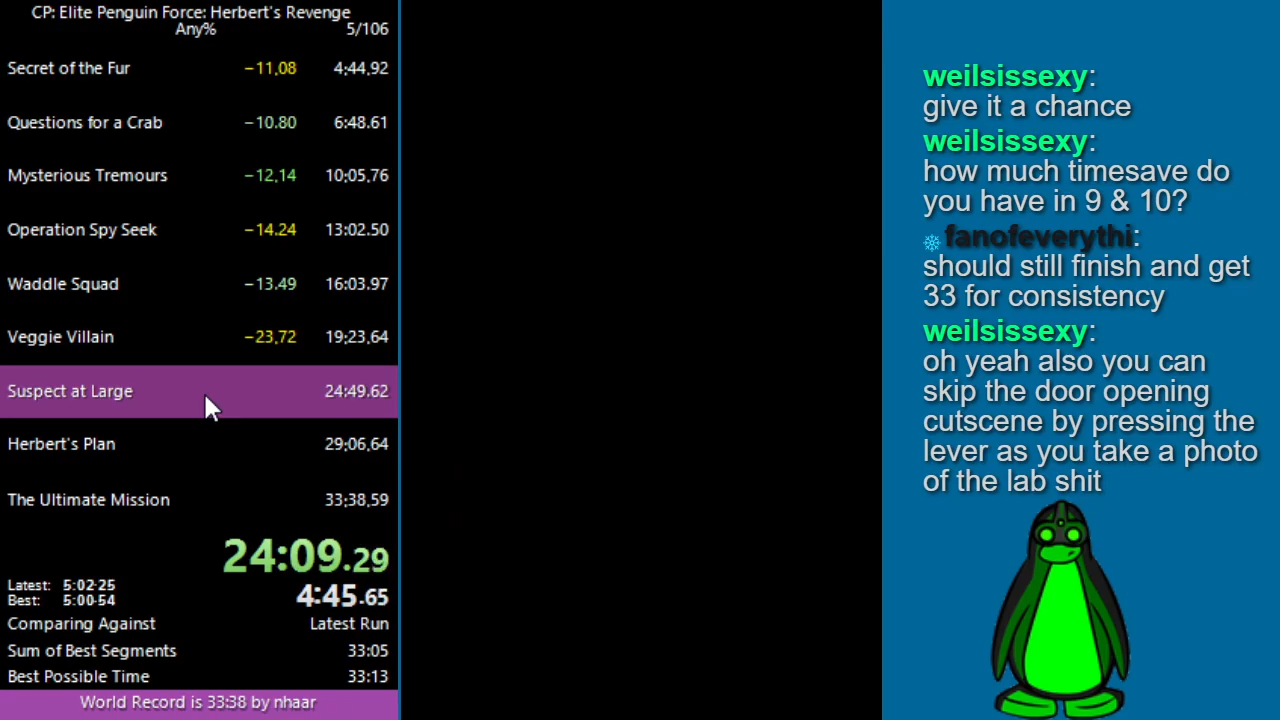 CP: Elite Penguin Force: Herbert's Revenge
Any% 5/106
Secret of the Fur −11.08 4:44.92
Questions for a Crab −10.80 6:48.61
Mysterious Tremours −12.14 10:05.76
Operation Spy Seek −14.24 13:02.50
Waddle Squad −13.49 16:03.97
Veggie Villain −23.72 19:23.64
Suspect at Large 24:49.62
Herbert's Plan 29:06.64
The Ultimate Mission 33:38.59
24:09.29
Latest: 5:02.25
Best: 5:00.54
4:45.65
Comparing Against Latest Run
Sum of Best Segments 33:05
Best Possible Time 33:13
World Record is 33:38 by nhaar
weilsissexy:
give it a chance
weilsissexy:
how much timesave do
you have in 9 & 10?
fanofeverythi:
should still finish and get
33 for consistency
weilsissexy:
oh yeah also you can
skip the door opening
cutscene by pressing the
lever as you take a photo
of the lab shit